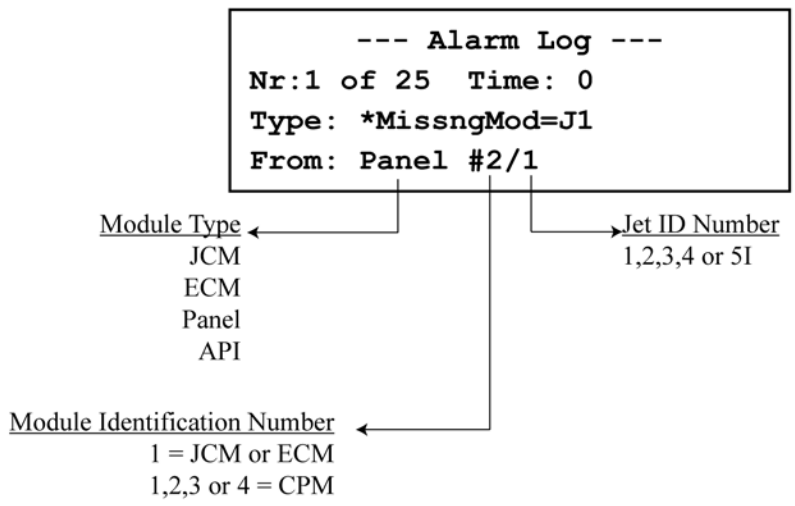 --- Alarm Log ---
Nr:1 of 25 Time: 0
Type: *MissngMod=J1
From: Panel #2/1
Module Type
JCM
ECM
Panel
API
Jet ID Number
1,2,3,4 or 5I
Module Identification Number
1 = JCM or ECM
1,2,3 or 4 = CPM